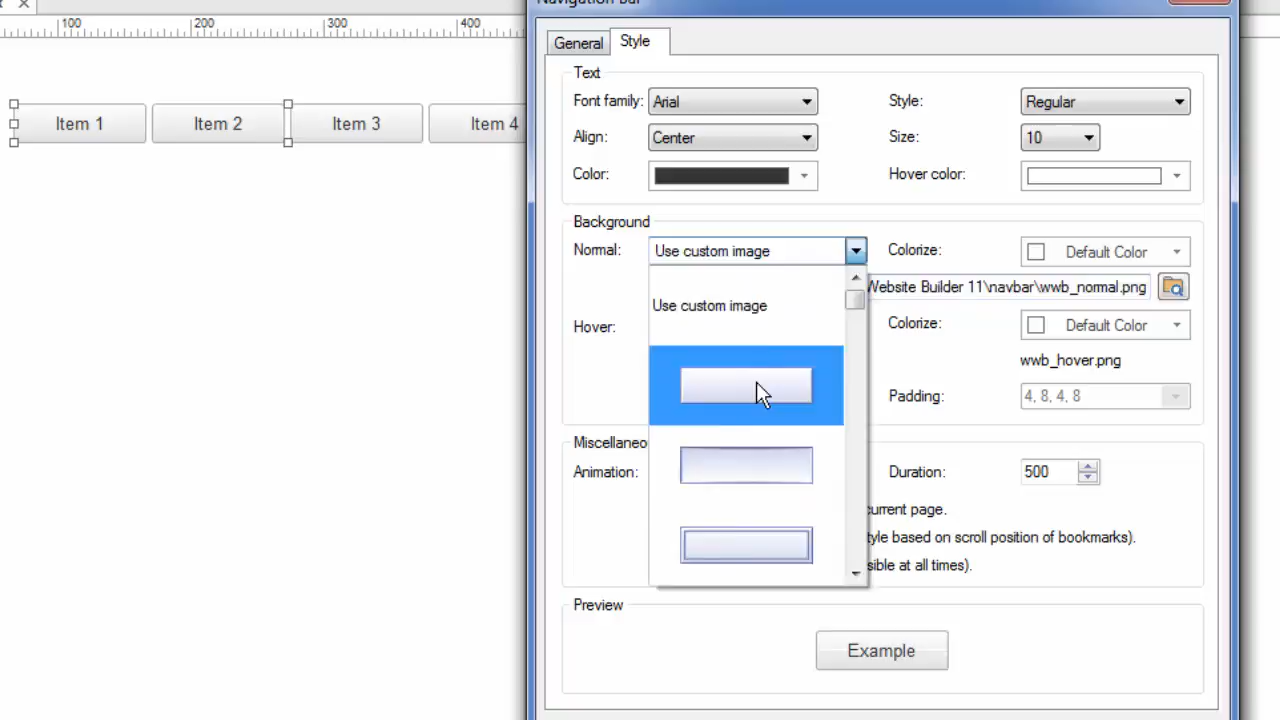 Navigation bar
100 200 300 400
General Style
Text
Font family: Arial Style: Regular
Item 1 Item 2 Item 3 Item 4
Align: Center Size: 10
Color: Hover color:
Background
Normal: Use custom image Colorize: Default Color
Website Builder 11\navbar\wwb_normal.png
Use custom image
Hover: Colorize: Default Color
wwb_hover.png
Padding: 4, 8, 4, 8
Miscellaneo
Animation: Duration: 500
current page.
tyle based on scroll position of bookmarks).
sible at all times).
Preview
Example